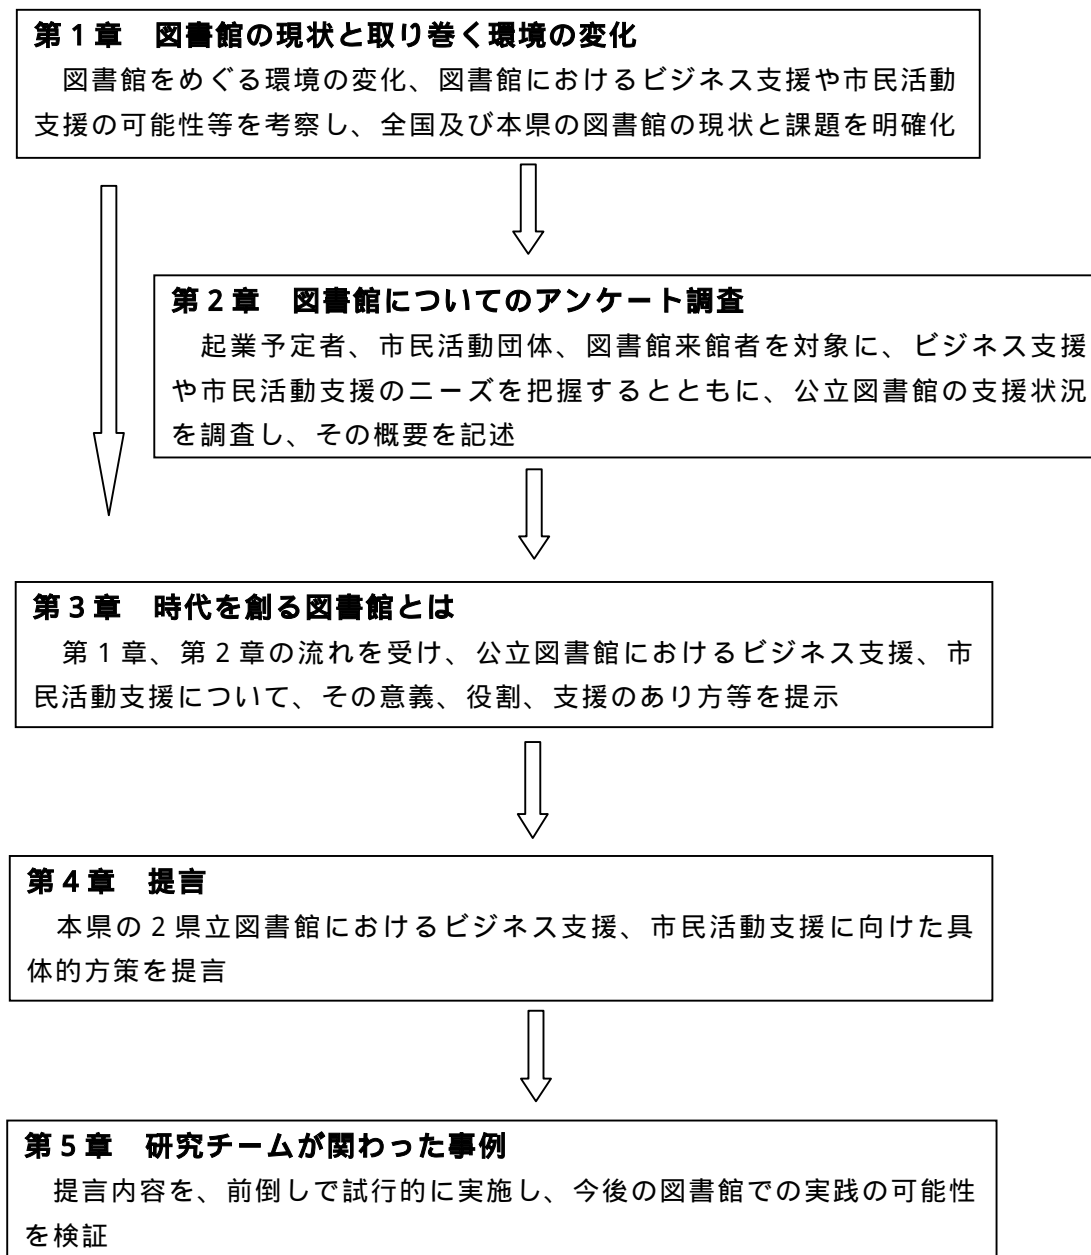 第1章　図書館の現状と取り巻く環境の変化
　図書館をめぐる環境の変化、図書館におけるビジネス支援や市民活動
支援の可能性等を考察し、全国及び本県の図書館の現状と課題を明確化
第2章　図書館についてのアンケート調査
　起業予定者、市民活動団体、図書館来館者を対象に、ビジネス支援
や市民活動支援のニーズを把握するとともに、公立図書館の支援状況
を調査し、その概要を記述
第3章　時代を創る図書館とは
　第1章、第2章の流れを受け、公立図書館におけるビジネス支援、市
民活動支援について、その意義、役割、支援のあり方等を提示
第4章　提言
　本県の2県立図書館におけるビジネス支援、市民活動支援に向けた具
体的方策を提言
第5章　研究チームが関わった事例
　提言内容を、前倒しで試行的に実施し、今後の図書館での実践の可能性
を検証